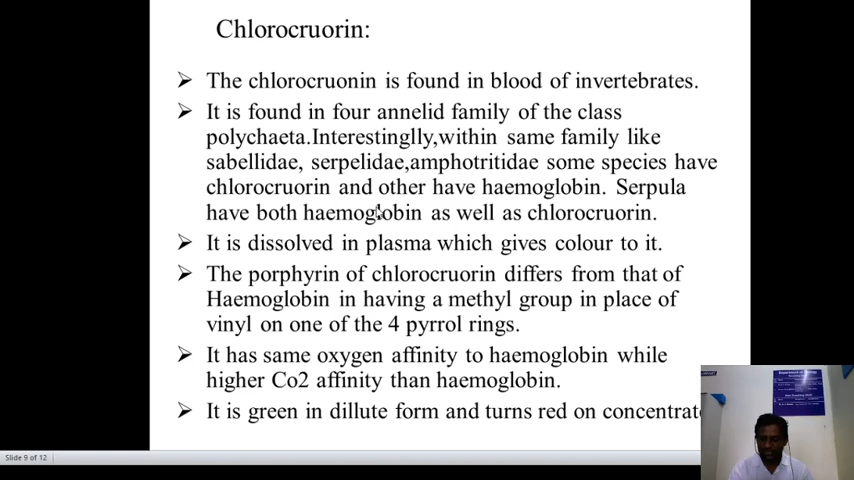 Chlorocruorin:
The chlorocruonin is found in blood of invertebrates.
It is found in four annelid family of the class
polychaeta.Interestinglly,within same family like
sabellidae, serpelidae,amphotritidae some species have
chlorocruorin and other have haemoglobin. Serpula
have both haemoglobin as well as chlorocruorin.
It is dissolved in plasma which gives colour to it.
The porphyrin of chlorocruorin differs from that of
Haemoglobin in having a methyl group in place of
vinyl on one of the 4 pyrrol rings.
It has same oxygen affinity to haemoglobin while
higher Co2 affinity than haemoglobin.
It is green in dillute form and turns red on concentrat
Slide 9 of 12